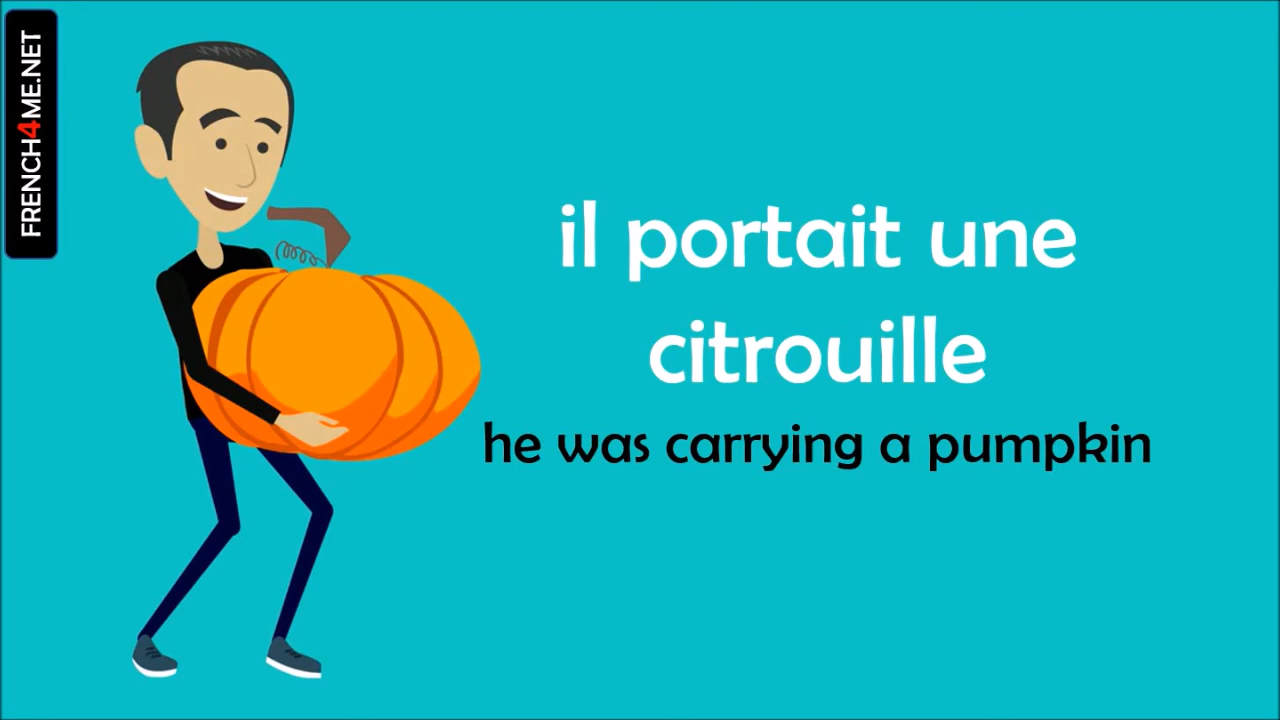 FRENCH4ME.NET
il portait une
citrouille
he was carrying a pumpkin